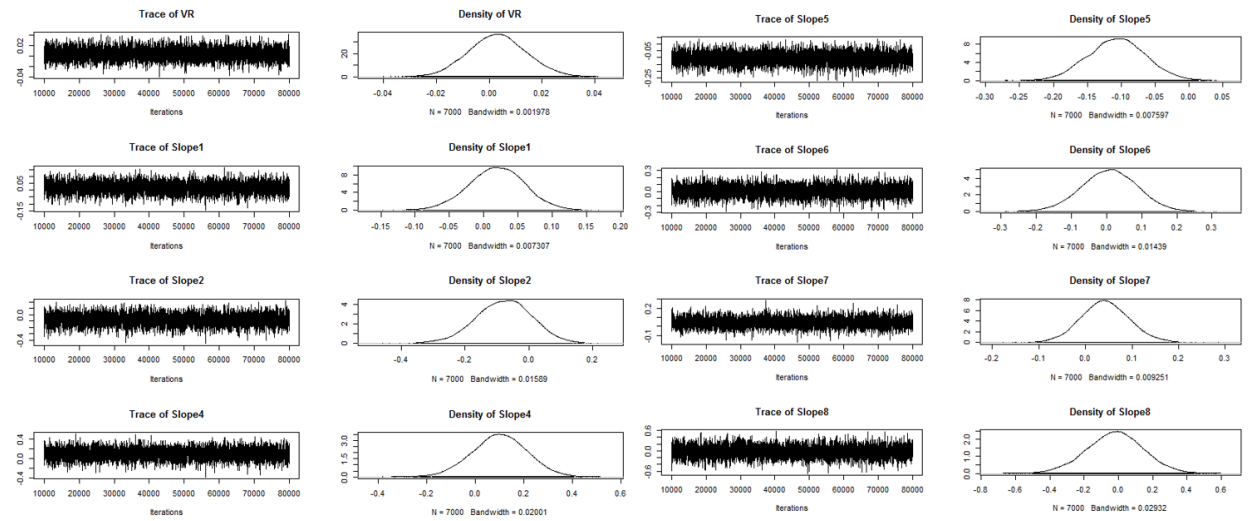 Trace of VR
0.02
-0.04
10000 20000 30000 40000 50000 60000 70000 80000
Iterations
Density of VR
20
0
-0.04 -0.02 0.00 0.02 0.04
N = 7000 Bandwidth = 0.001978
Trace of Slope5
-0.05
-0.25
10000 20000 30000 40000 50000 60000 70000 80000
Iterations
Density of Slope5
8
4
0
-0.30 -0.25 -0.20 -0.15 -0.10 -0.05 0.00 0.05
N = 7000 Bandwidth = 0.007597
Trace of Slope1
0.05
-0.15
10000 20000 30000 40000 50000 60000 70000 80000
Iterations
Density of Slope1
8
4
0
-0.15 -0.10 -0.05 0.00 0.05 0.10 0.15 0.20
N = 7000 Bandwidth = 0.007307
Trace of Slope6
0.3
0.0
-0.3
10000 20000 30000 40000 50000 60000 70000 80000
Iterations
Density of Slope6
4
2
0
-0.3 -0.2 -0.1 0.0 0.1 0.2 0.3
N = 7000 Bandwidth = 0.01439
Trace of Slope2
0.0
-0.4
10000 20000 30000 40000 50000 60000 70000 80000
Iterations
Density of Slope2
4
2
0
-0.4 -0.2 0.0 0.2
N = 7000 Bandwidth = 0.01589
Trace of Slope7
0.2
-0.1
10000 20000 30000 40000 50000 60000 70000 80000
Iterations
Density of Slope7
8
6
4
2
0
-0.2 -0.1 0.0 0.1 0.2 0.3
N = 7000 Bandwidth = 0.009251
Trace of Slope4
0.4
-0.4
10000 20000 30000 40000 50000 60000 70000 80000
Iterations
Density of Slope4
3.0
1.5
0.0
-0.4 -0.2 0.0 0.2 0.4 0.6
N = 7000 Bandwidth = 0.02001
Trace of Slope8
0.6
0.0
-0.6
10000 20000 30000 40000 50000 60000 70000 80000
Iterations
Density of Slope8
2.0
1.0
0.0
-0.8 -0.6 -0.4 -0.2 0.0 0.2 0.4 0.6
N = 7000 Bandwidth = 0.02932